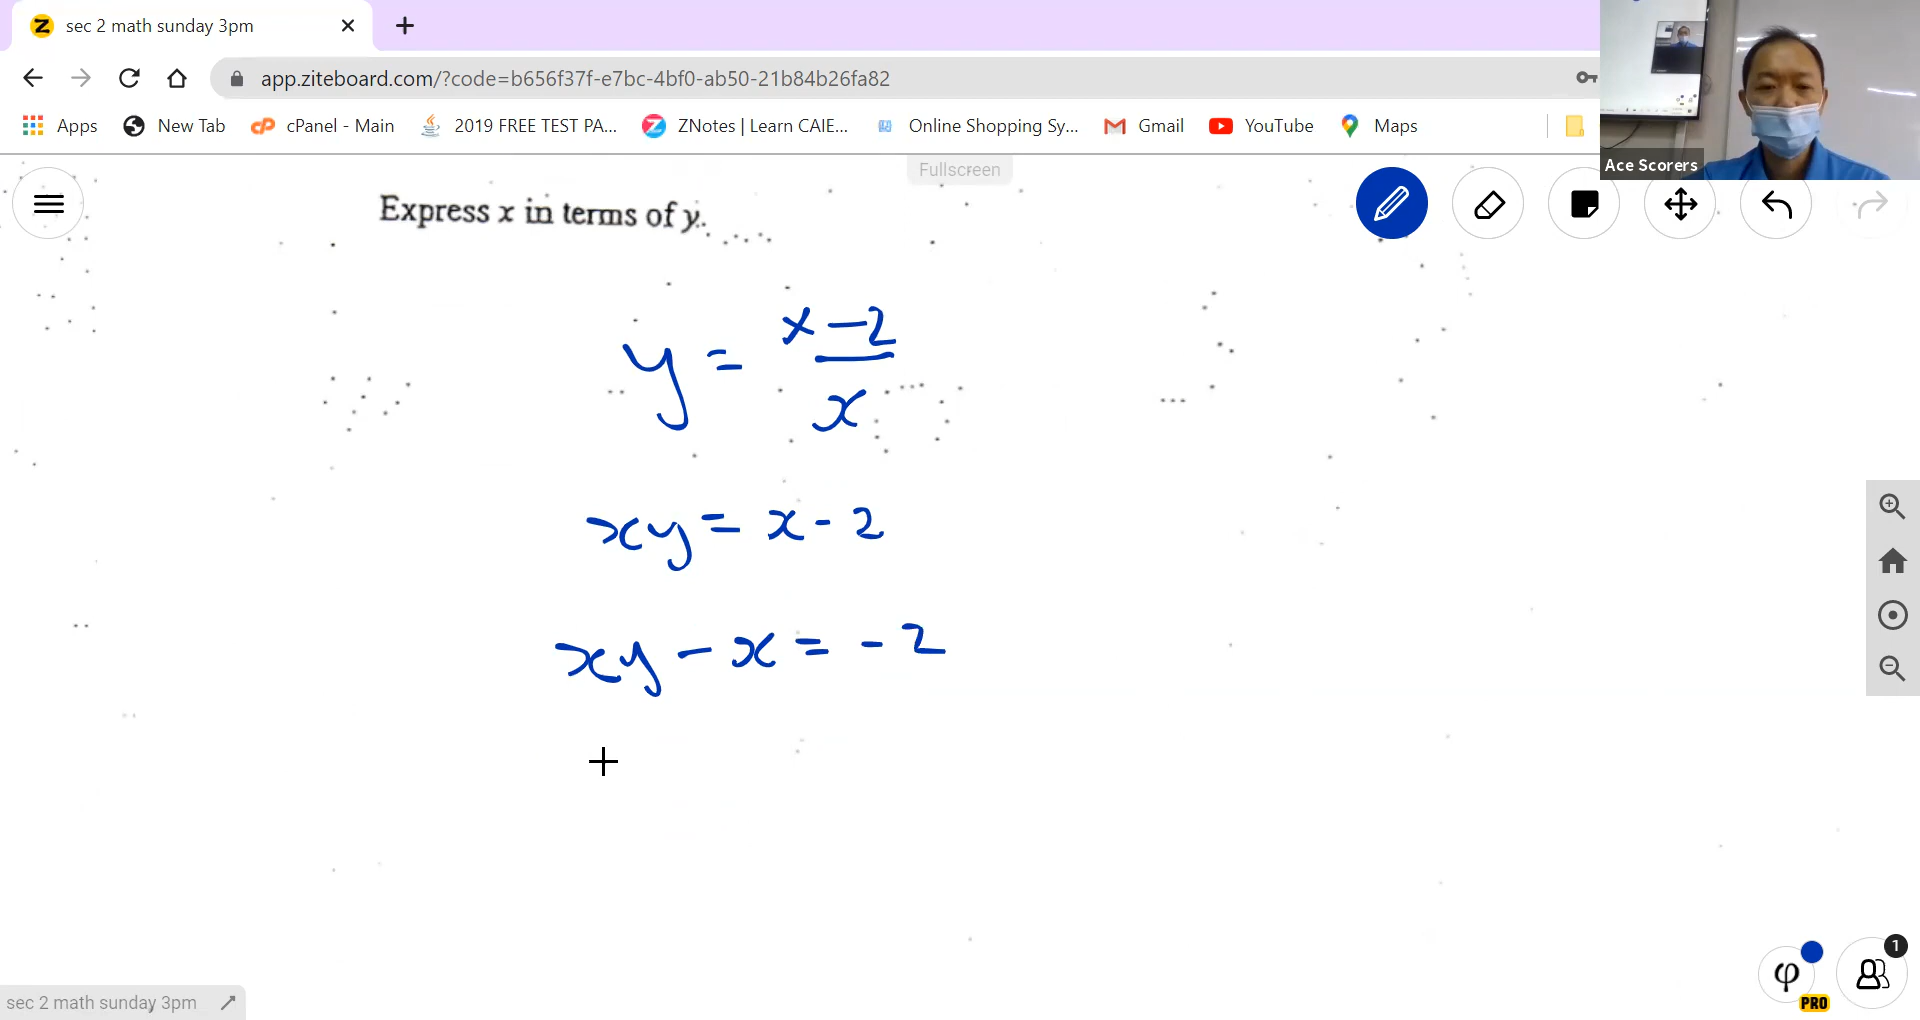 sec 2 math sunday 3pm
app.ziteboard.com/?code=b656f37f-e7bc-4bf0-ab50-21b84b26fa82
Apps New Tab cPanel - Main 2019 FREE TEST PA... ZNotes | Learn CAIE... Online Shopping Sy... Gmail YouTube Maps
Ace Scorers
Fullscreen
Express x in terms of y.
y = x - 2 / x
xy = x - 2
xy - x = - 2
sec 2 math sunday 3pm
φ PRO
1